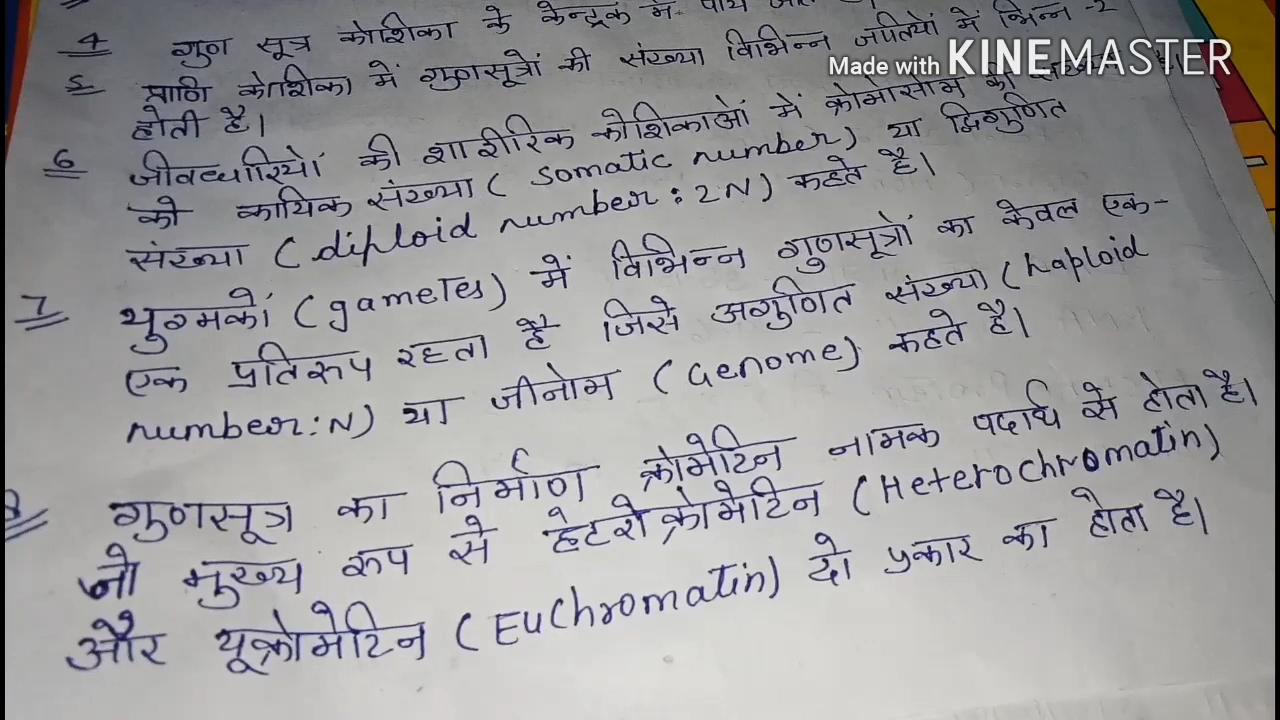 4 गुण सूत्र कोशिका के केन्द्रक में
5 प्राणि कोशिका में गुणसूत्रों की संख्या विभिन्न जातियों में भिन्न -2
होती है।
6 जीवधारियों की शारीरिक कोशिकाओं में क्रोमोसोम की
को कायिक संख्या ( somatic number) या द्विगुणित
संख्या ( diploid number : 2N) कहते है।
7 युग्मकों (gametes) में विभिन्न गुणसूत्रों का केवल एक-
एक प्रतिरुप रहता है जिसे अगुणित संख्या (haploid
number:N) या जीनोम (Genome) कहते है।
8 गुणसूत्र का निर्माण क्रोमेटिन नामक पदार्थ से होता है।
जो मुख्य रुप से हेटरोक्रोमेटिन (Heterochromatin)
और यूक्रोमेटिन (Euchromatin) दो प्रकार का होता है।
Made with KINEMASTER